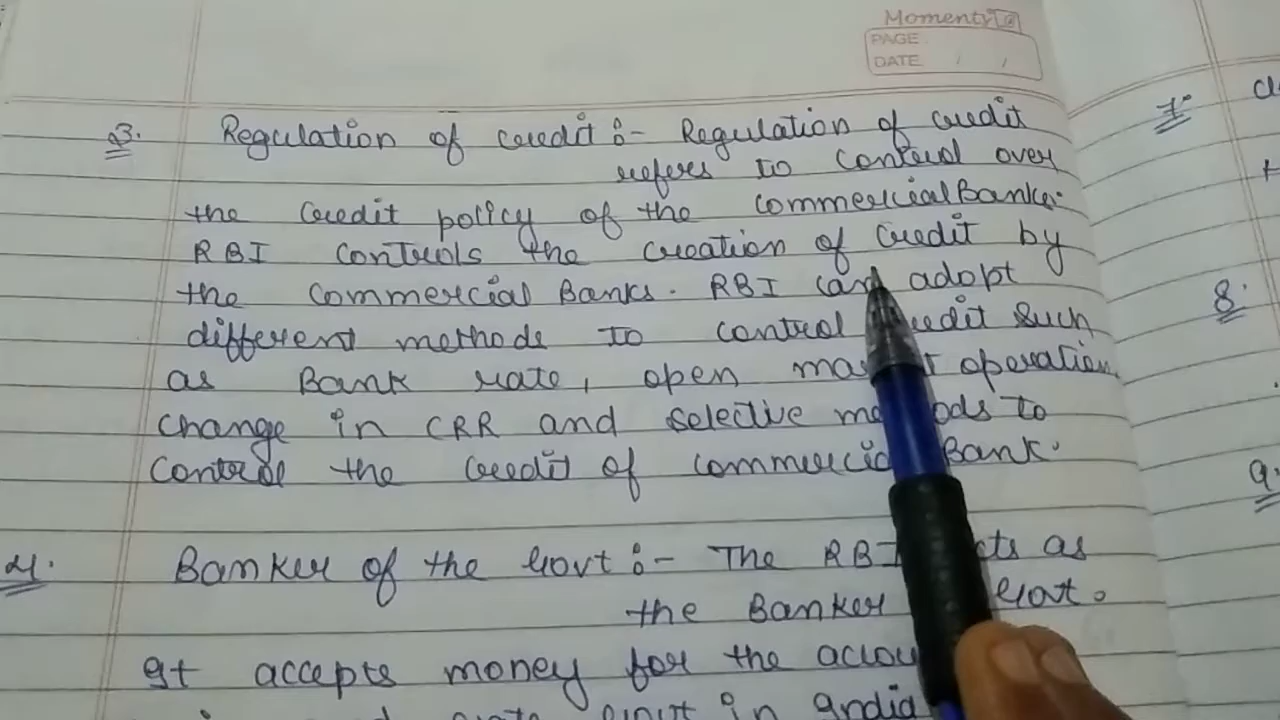 Momenty
PAGE
DATE / /
3. Regulation of credit :- Regulation of credit
refers to control over
the credit policy of the commercial Banks.
RBI controls the creation of credit by
the commercial Banks. RBI can adopt
different methods to control credit such
as Bank rate, open market operation,
change in CRR and selective methods to
control the credit of commercial Bank.
4. Banker of the Govt :- The RBI acts as
the Banker Govt.
It accepts money for the
in India
7.
8.
9.